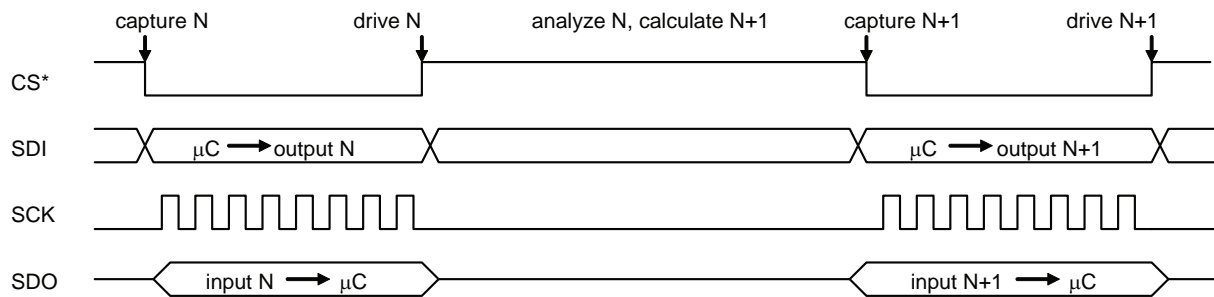 capture N drive N analyze N, calculate N+1 capture N+1 drive N+1
CS*
SDI μC output N μC output N+1
SCK
SDO input N μC input N+1 μC